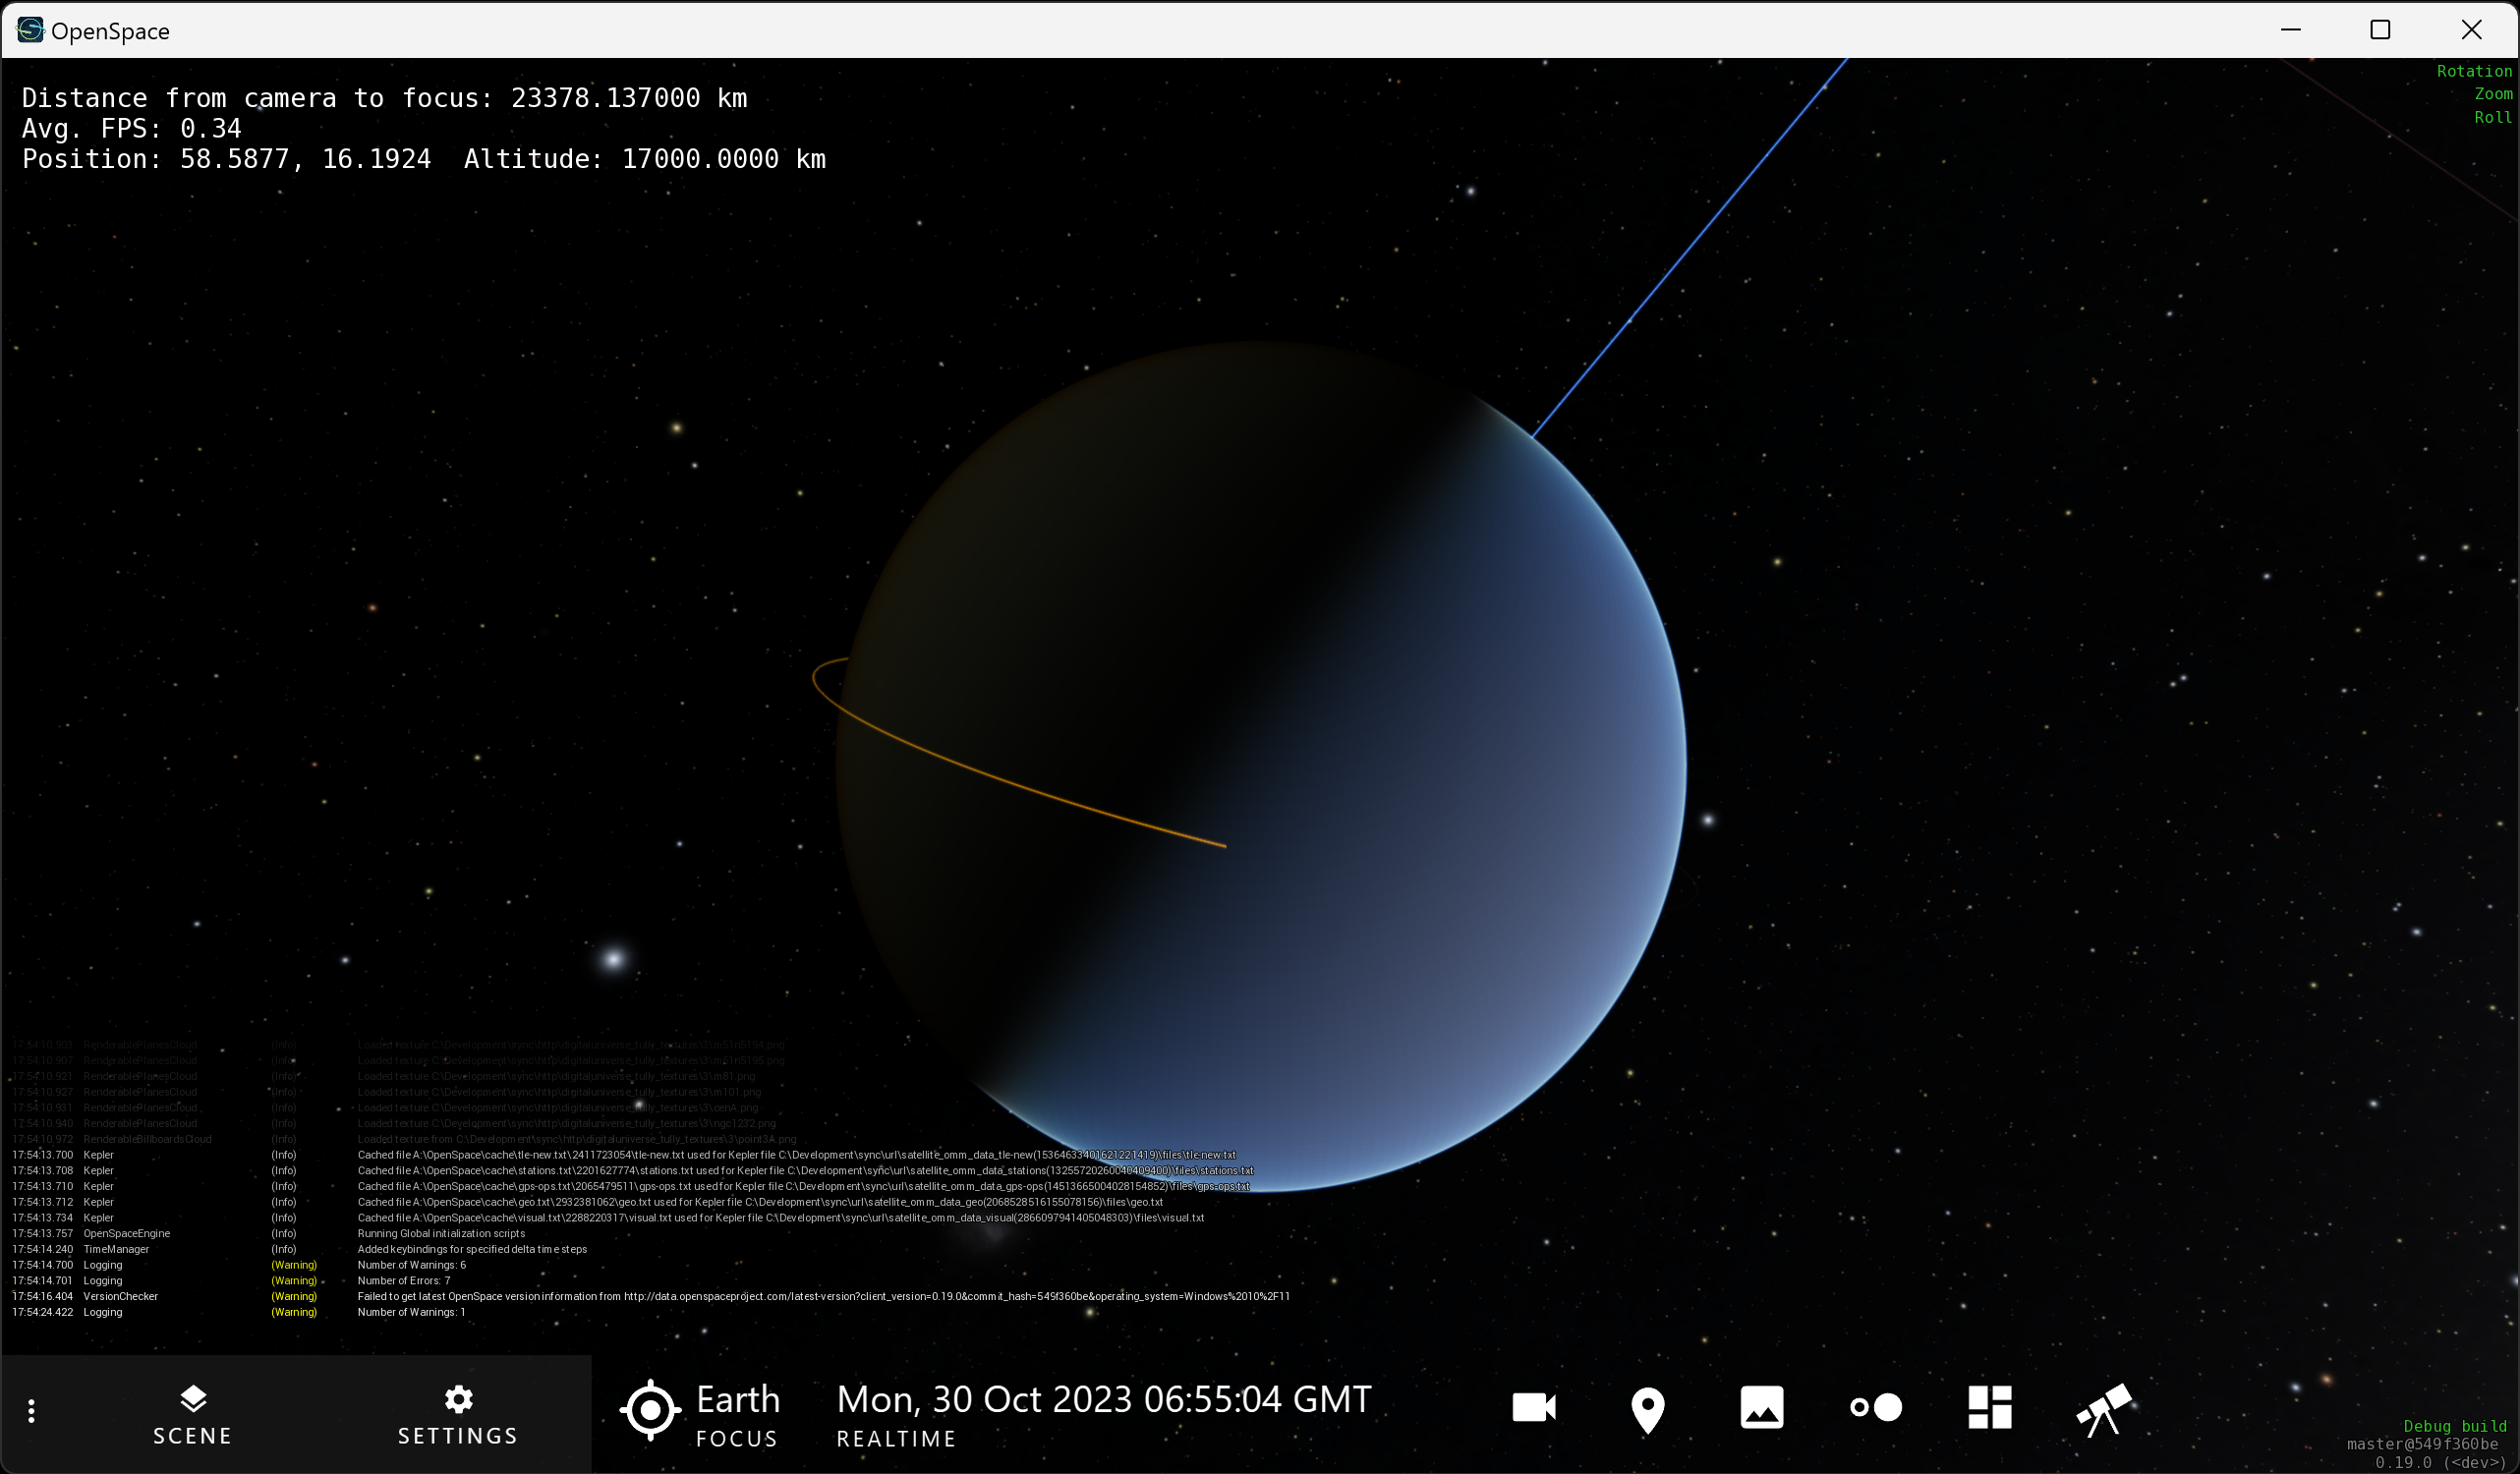 OpenSpace
Rotation
Zoom
Roll
Distance from camera to focus: 23378.137000 km
Avg. FPS: 0.34
Position: 58.5877, 16.1924 Altitude: 17000.0000 km
17:54:10.903 RenderablePlanesCloud (Info) Loaded texture C:\Development\sync\http\digitaluniverse_tully_textures\3\m51n5194.png
17:54:10.907 RenderablePlanesCloud (Info) Loaded texture C:\Development\sync\http\digitaluniverse_tully_textures\3\m51n5195.png
17:54:10.921 RenderablePlanesCloud (Info) Loaded texture C:\Development\sync\http\digitaluniverse_tully_textures\3\m81.png
17:54:10.927 RenderablePlanesCloud (Info) Loaded texture C:\Development\sync\http\digitaluniverse_tully_textures\3\m101.png
17:54:10.931 RenderablePlanesCloud (Info) Loaded texture C:\Development\sync\http\digitaluniverse_tully_textures\3\cenA.png
17:54:10.940 RenderablePlanesCloud (Info) Loaded texture C:\Development\sync\http\digitaluniverse_tully_textures\3\ngc1232.png
17:54:10.972 RenderableBillboardsCloud (Info) Loaded texture from C:\Development\sync\http\digitaluniverse_tully_textures\3\point3A.png
17:54:13.700 Kepler (Info) Cached file A:\OpenSpace\cache\tle-new.txt\2411723054\tle-new.txt used for Kepler file C:\Development\sync\url\satellite_omm_data_tle-new(15364633401621221419)\files\tle-new.txt
17:54:13.708 Kepler (Info) Cached file A:\OpenSpace\cache\stations.txt\2201627774\stations.txt used for Kepler file C:\Development\sync\url\satellite_omm_data_stations(13255720260040409400)\files\stations.txt
17:54:13.710 Kepler (Info) Cached file A:\OpenSpace\cache\gps-ops.txt\2065479511\gps-ops.txt used for Kepler file C:\Development\sync\url\satellite_omm_data_gps-ops(14513665004028154852)\files\gps-ops.txt
17:54:13.712 Kepler (Info) Cached file A:\OpenSpace\cache\geo.txt\2932381062\geo.txt used for Kepler file C:\Development\sync\url\satellite_omm_data_geo(2068528516155078156)\files\geo.txt
17:54:13.734 Kepler (Info) Cached file A:\OpenSpace\cache\visual.txt\2288220317\visual.txt used for Kepler file C:\Development\sync\url\satellite_omm_data_visual(2866097941405048303)\files\visual.txt
17:54:13.757 OpenSpaceEngine (Info) Running Global initialization scripts
17:54:14.240 TimeManager (Info) Added keybindings for specified delta time steps
17:54:14.700 Logging (Warning) Number of Warnings: 6
17:54:14.701 Logging (Warning) Number of Errors: 7
17:54:16.404 VersionChecker (Warning) Failed to get latest OpenSpace version information from http://data.openspaceproject.com/latest-version?client_version=0.19.0&commit_hash=549f360be&operating_system=Windows%2010%2F11
17:54:24.422 Logging (Warning) Number of Warnings: 1
SCENE
SETTINGS
Earth
FOCUS
Mon, 30 Oct 2023 06:55:04 GMT
REALTIME
Debug build
master@549f360be
0.19.0 (<dev>)